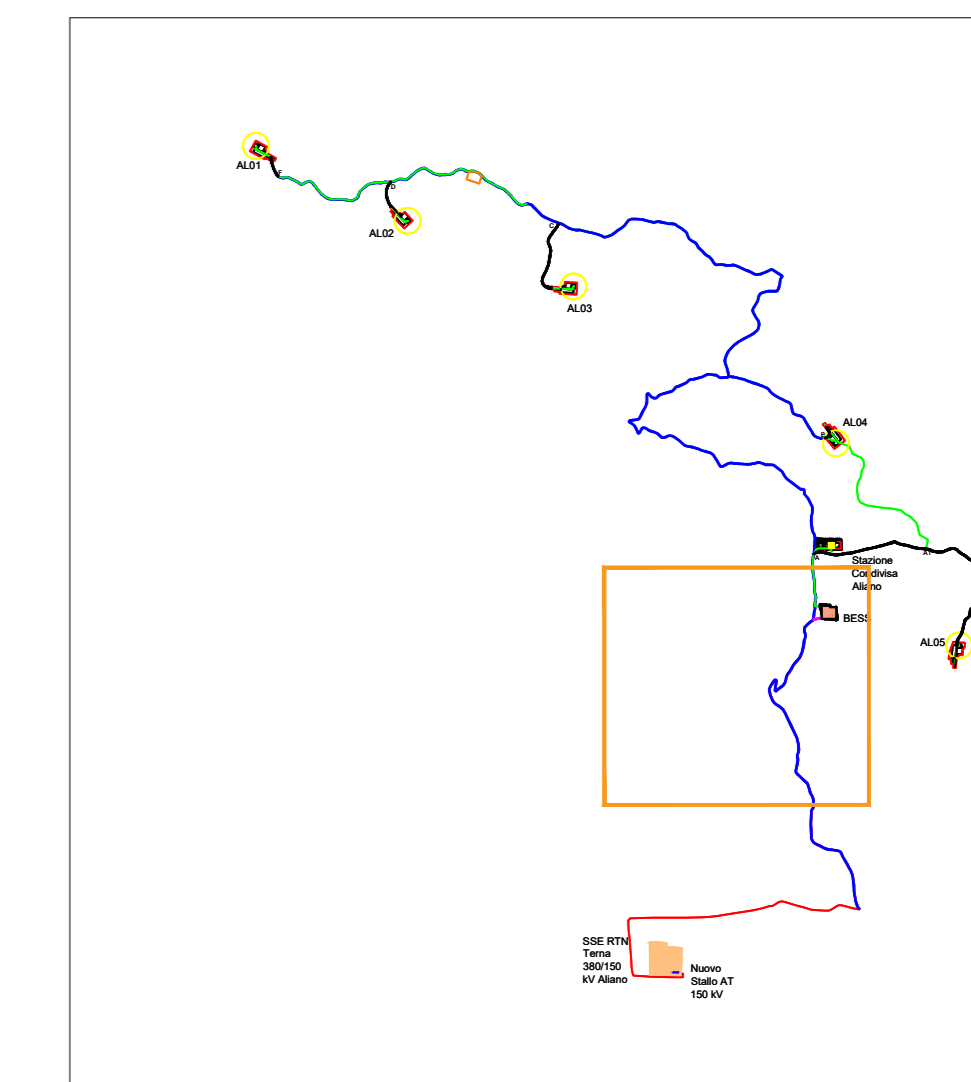 AL01
F
D
AL02
C
AL03
AL04
B
A1
A
Stazione
Condivisa
Aliano
BESS
AL05
SSE RTN
Terna
380/150
kV Aliano
Nuovo
Stallo AT
150 kV